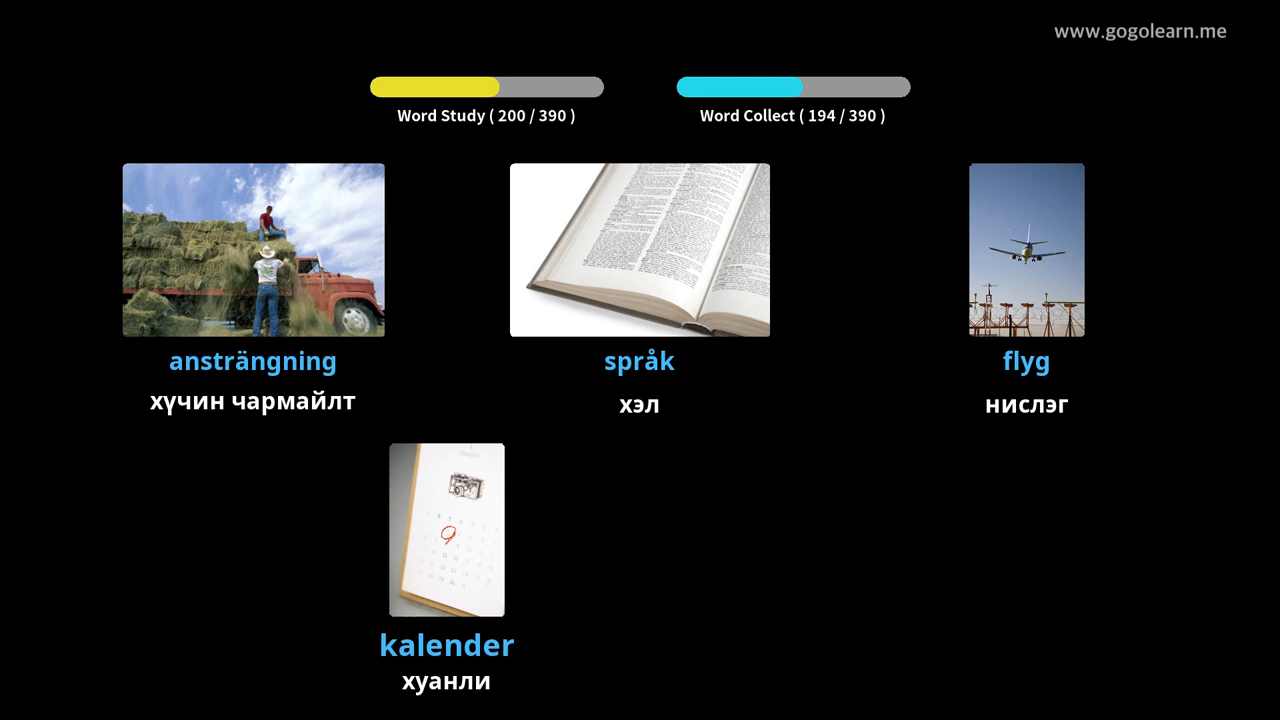 www.gogolearn.me
Word Study ( 200 / 390 )
Word Collect ( 194 / 390 )
ansträngning
språk
flyg
хүчин чармайлт
хэл
нислэг
kalender
хуанли